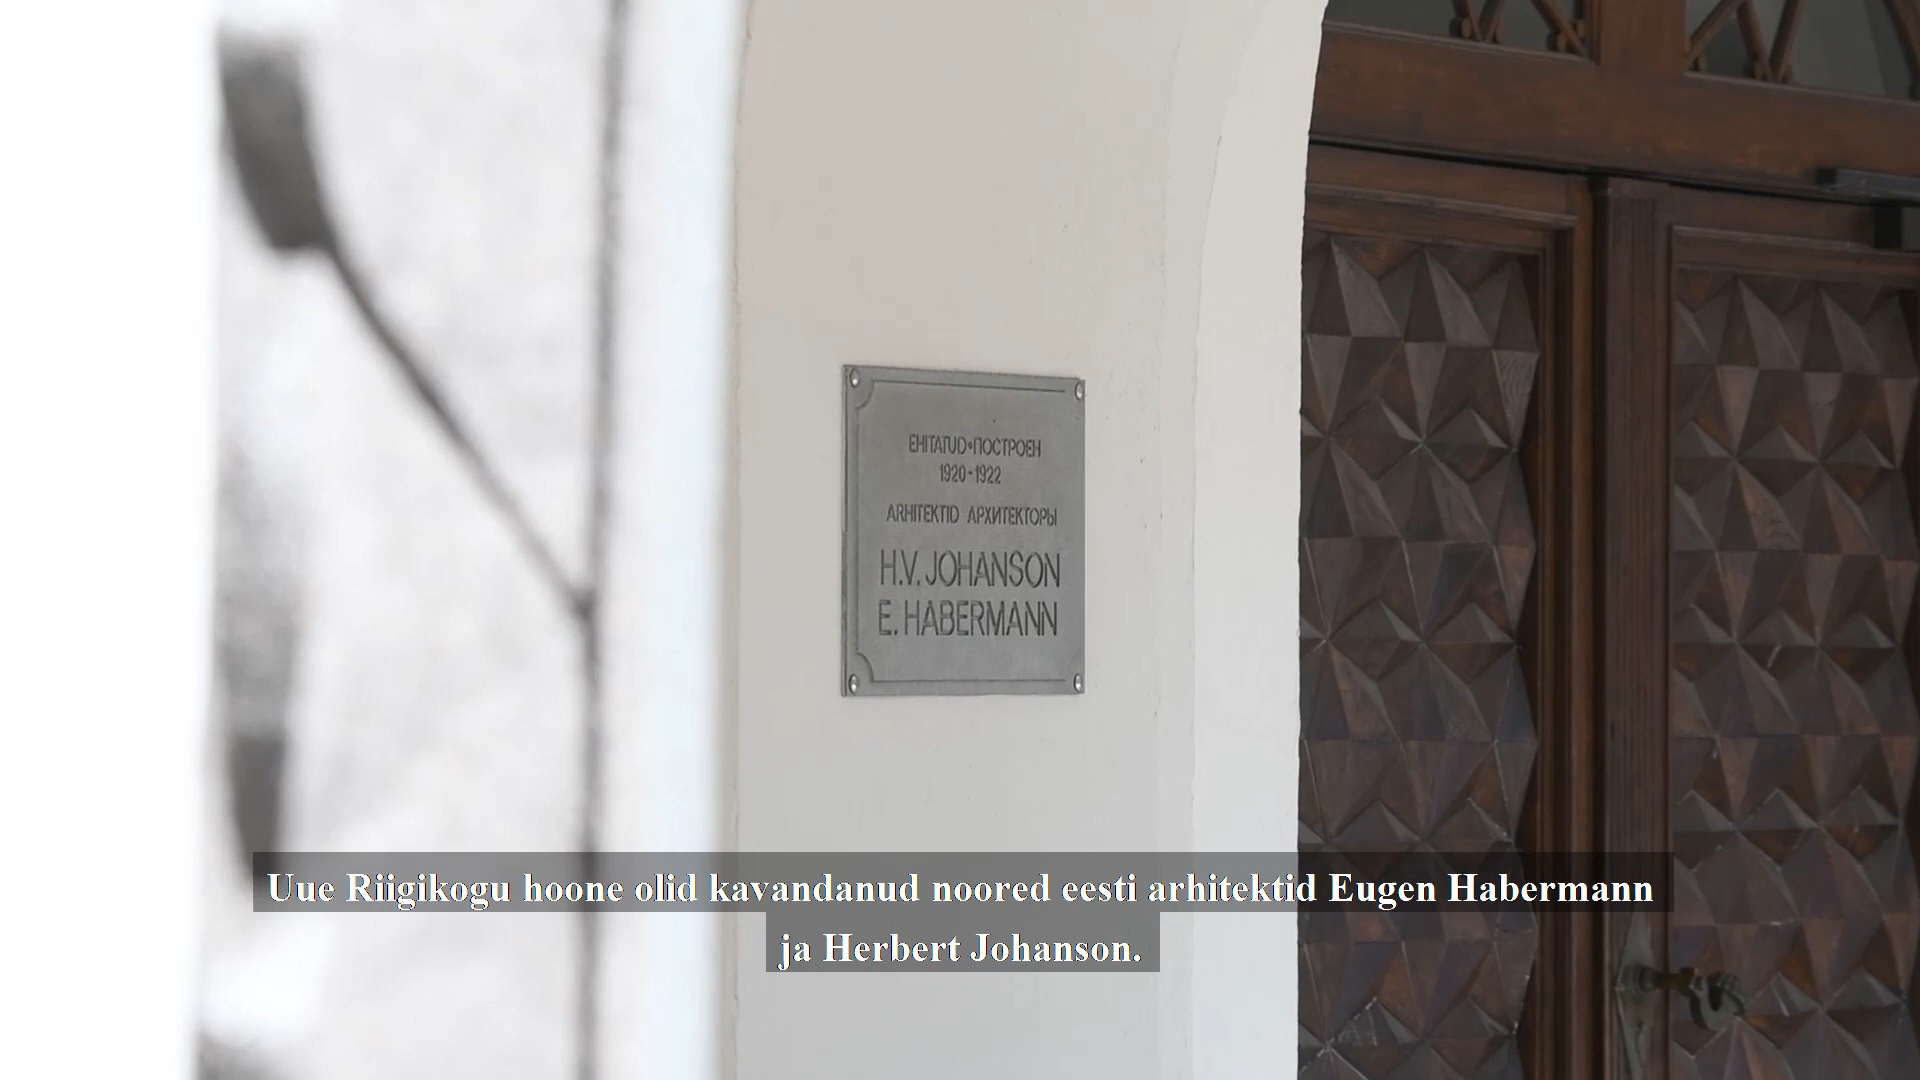 EHITATUD•ПОСТРОЕН
1920-1922
ARHITEKTID АРХИТЕКТОРЫ
H.V. JOHANSON
E. HABERMANN
Uue Riigikogu hoone olid kavandanud noored eesti arhitektid Eugen Habermann
ja Herbert Johanson.